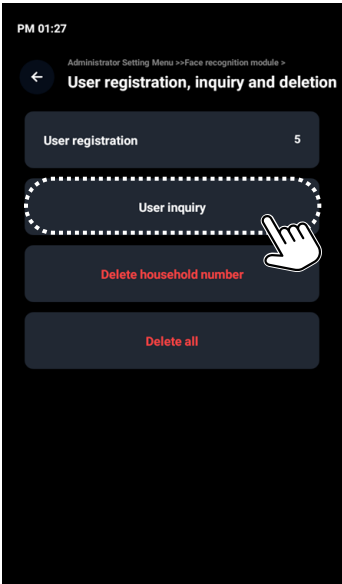 PM 01:27
Administrator Setting Menu >>Face recognition module >
User registration, inquiry and deletion
User registration 5
User inquiry
Delete household number
Delete all